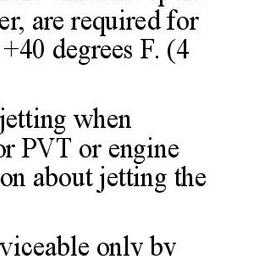 er, are required for
+40 degrees F. (4
jetting when
or PVT or engine
on about jetting the
viceable only by